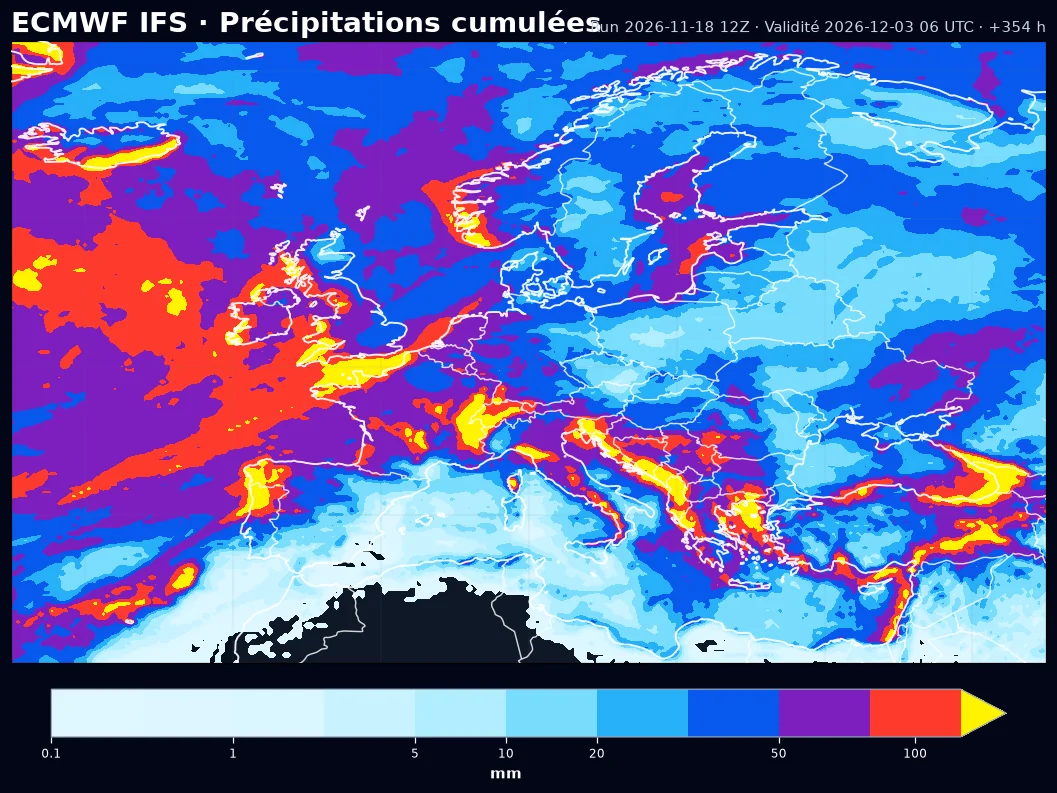 ECMWF IFS · Précipitations cumulées
Run 2026-11-18 12Z · Validité 2026-12-03 06 UTC · +354 h
0.1 1 5 10 20 50 100
mm